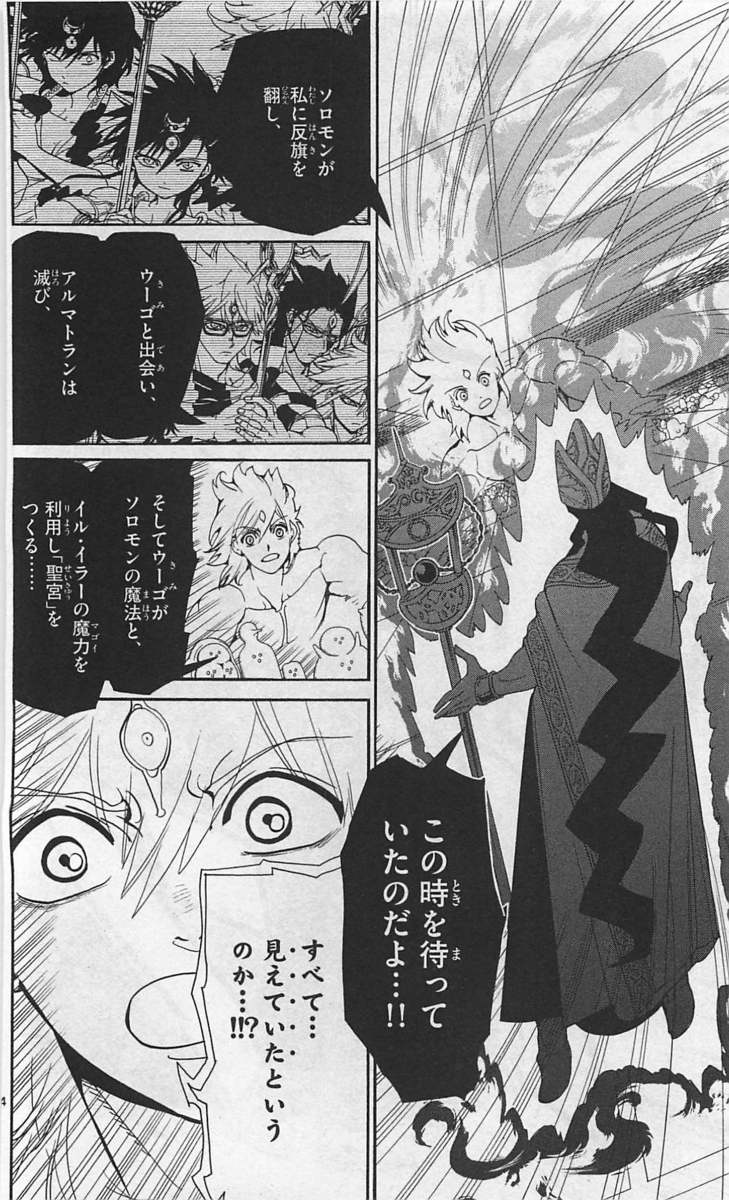 この時を待って
いたのだよ…!!
ソロモンが
私に反旗を
翻し、
ウーゴと出会い、
アルマトランは
滅び、
そしてウーゴが
ソロモンの魔法と、
イル・イラーの魔力を
利用し「聖宮」を
つくる……
すべて…
見えていたという
のか…!!?